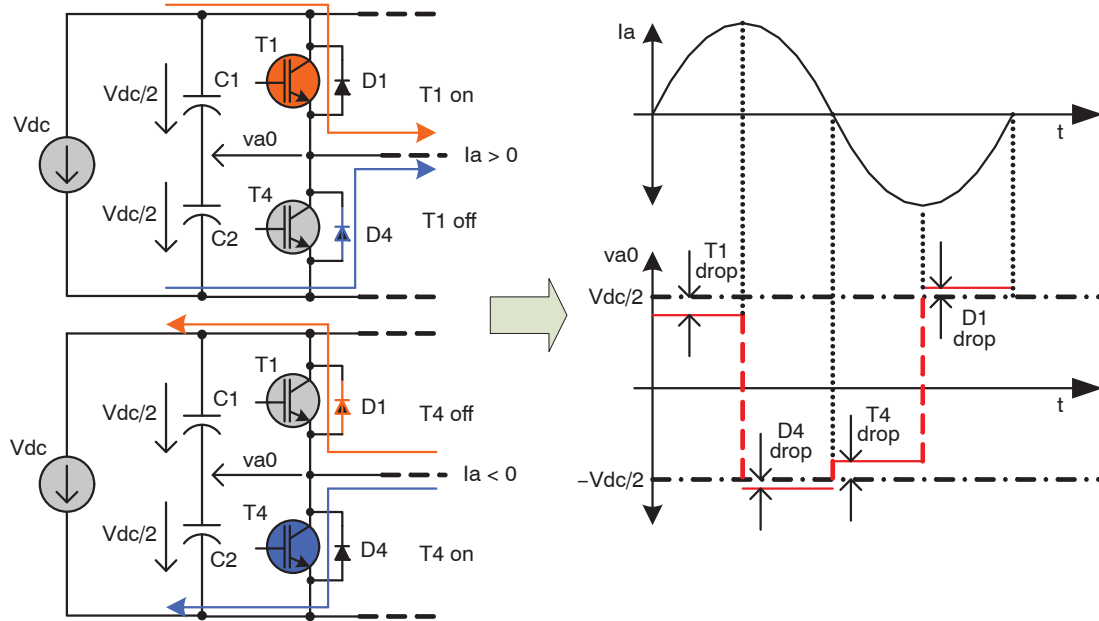 T1
C1
D1
Vdc/2
T1 on
Vdc
va0
Ia > 0
T4
Vdc/2
C2
D4
T1 off
T1
C1
D1
Vdc/2
T4 off
Vdc
va0
Ia < 0
T4
Vdc/2
C2
D4
T4 on
Ia
t
va0
T1
drop
Vdc/2
D1
drop
t
D4
drop
T4
drop
−Vdc/2